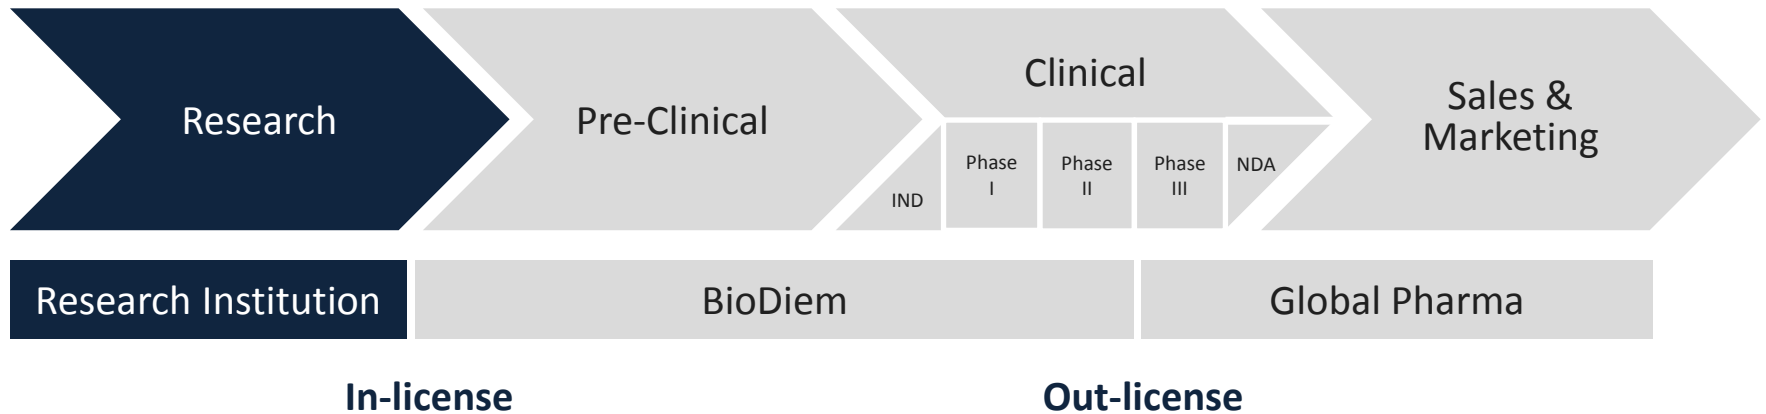 Research
Pre-Clinical
Clinical
IND
Phase
I
Phase
II
Phase
III
NDA
Sales &
Marketing
Research Institution
BioDiem
Global Pharma
In-license
Out-license